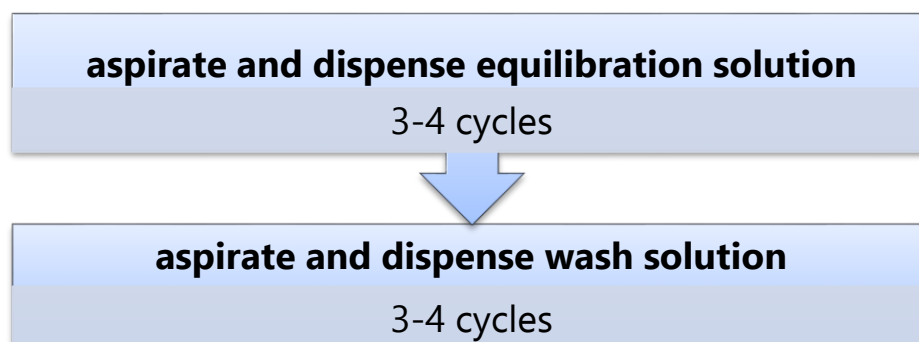 aspirate and dispense equilibration solution
3-4 cycles
aspirate and dispense wash solution
3-4 cycles